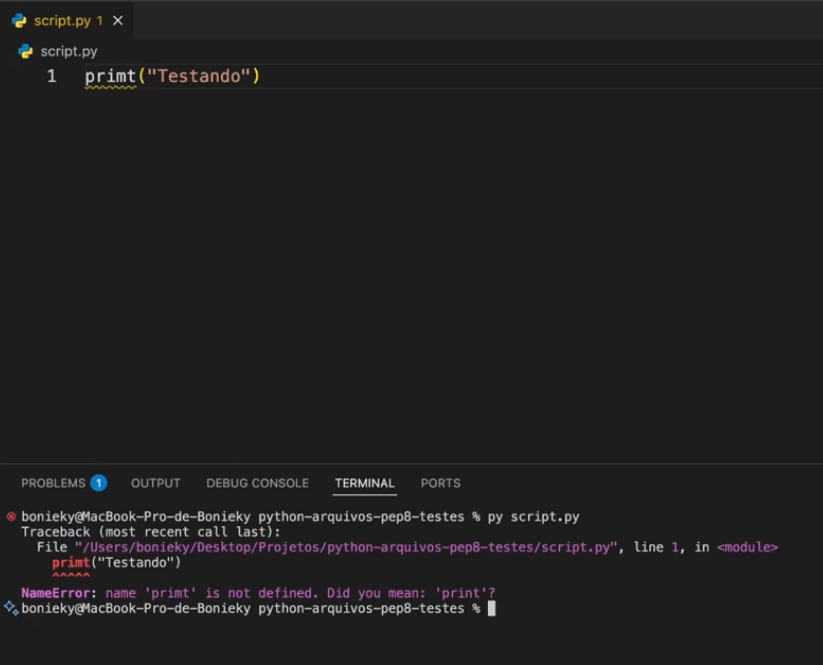 script.py 1
script.py
1 primt("Testando")
PROBLEMS 1 OUTPUT DEBUG CONSOLE TERMINAL PORTS
bonieky@MacBook-Pro-de-Bonieky python-arquivos-pep8-testes % py script.py
Traceback (most recent call last):
File "/Users/bonieky/Desktop/Projetos/python-arquivos-pep8-testes/script.py", line 1, in <module>
primt("Testando")
^^^^^
NameError: name 'primt' is not defined. Did you mean: 'print'?
bonieky@MacBook-Pro-de-Bonieky python-arquivos-pep8-testes %